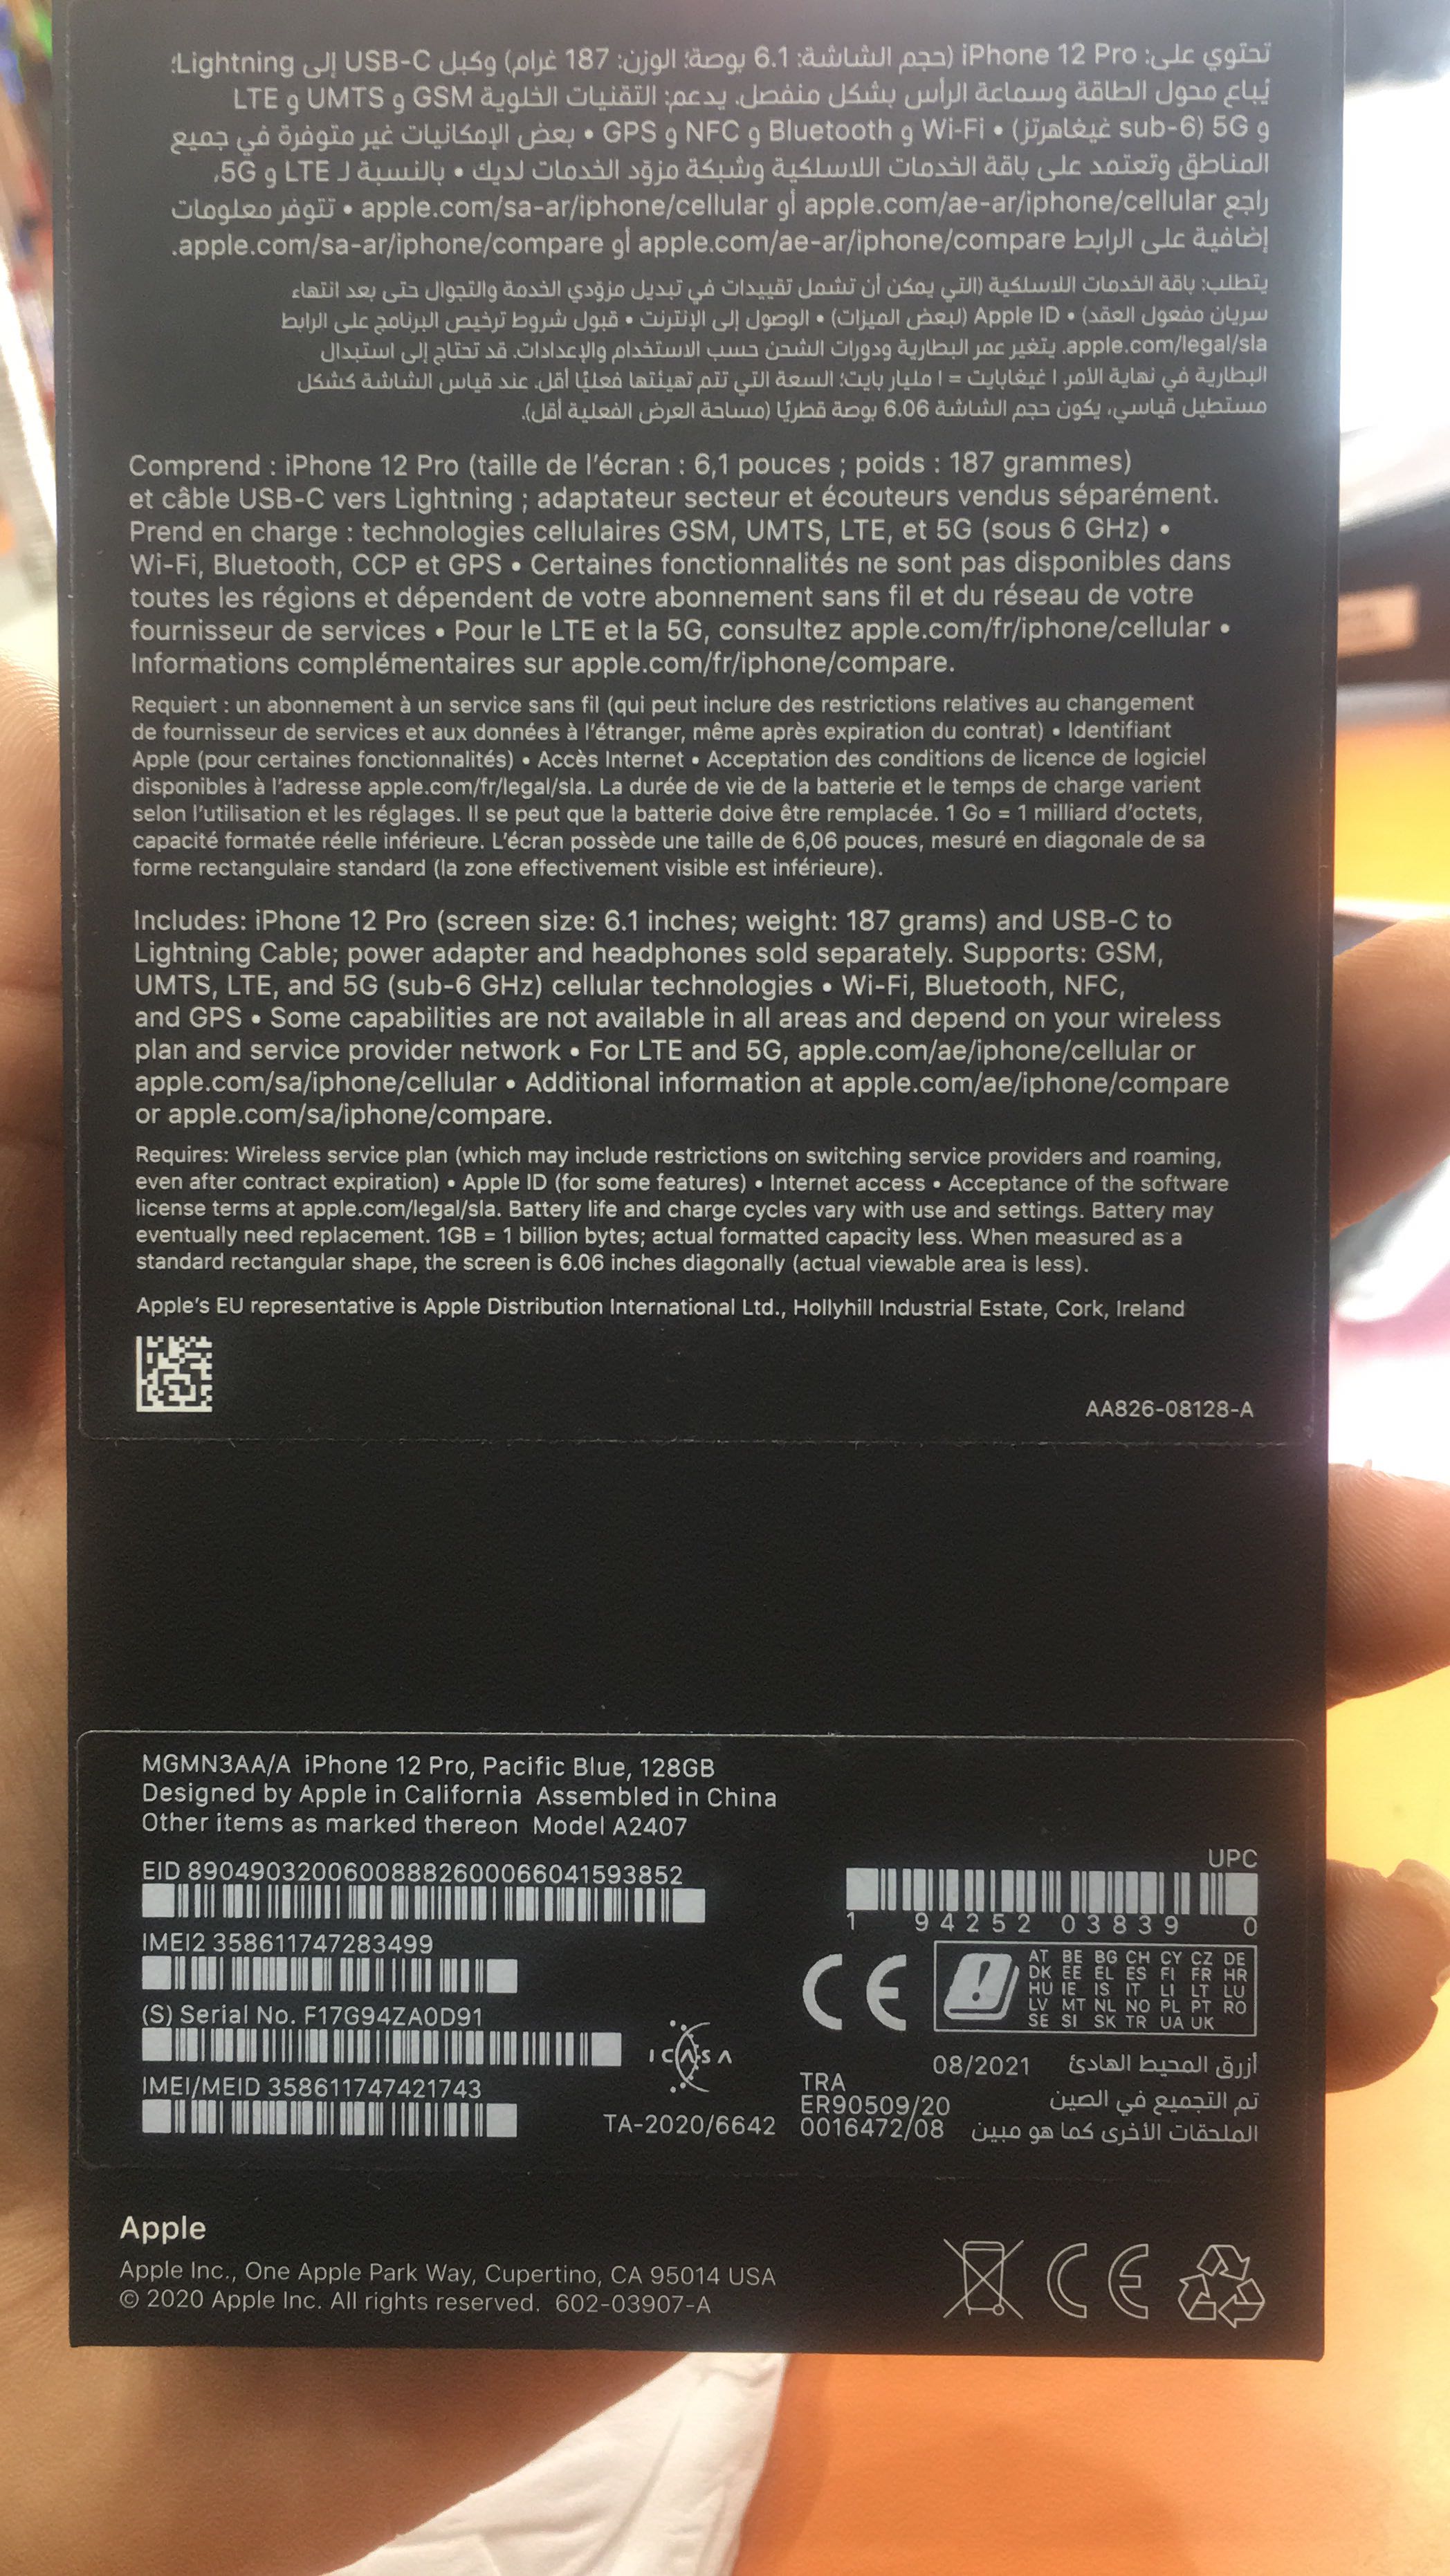 تحتوي على: iPhone 12 Pro (حجم الشاشة: 6.1 بوصة؛ الوزن: 187 غرام) وكبل USB-C إلى Lightning؛
يُباع محول الطاقة وسماعة الرأس بشكل منفصل. يدعم: التقنيات الخلوية GSM و UMTS و LTE
و 5G (sub-6 غيغاهرتز) • Wi-Fi و Bluetooth و NFC و GPS • بعض الإمكانيات غير متوفرة في جميع
المناطق وتعتمد على باقة الخدمات اللاسلكية وشبكة مزوّد الخدمات لديك • بالنسبة لـ LTE و 5G،
راجع apple.com/ae-ar/iphone/cellular أو apple.com/sa-ar/iphone/cellular • تتوفر معلومات
إضافية على الرابط apple.com/ae-ar/iphone/compare أو apple.com/sa-ar/iphone/compare.
يتطلب: باقة الخدمات اللاسلكية (التي يمكن أن تشمل تقييدات في تبديل مزوّدي الخدمة والتجوال حتى بعد انتهاء
سريان مفعول العقد) • Apple ID (لبعض الميزات) • الوصول إلى الإنترنت • قبول شروط ترخيص البرنامج على الرابط
apple.com/legal/sla. يتغير عمر البطارية ودورات الشحن حسب الاستخدام والإعدادات. قد تحتاج إلى استبدال
البطارية في نهاية الأمر. ١ غيغابايت = ١ مليار بايت؛ السعة التي تتم تهيئتها فعليًا أقل. عند قياس الشاشة كشكل
مستطيل قياسي، يكون حجم الشاشة 6.06 بوصة قطريًا (مساحة العرض الفعلية أقل).
Comprend : iPhone 12 Pro (taille de l’écran : 6,1 pouces ; poids : 187 grammes)
et câble USB-C vers Lightning ; adaptateur secteur et écouteurs vendus séparément.
Prend en charge : technologies cellulaires GSM, UMTS, LTE, et 5G (sous 6 GHz) •
Wi-Fi, Bluetooth, CCP et GPS • Certaines fonctionnalités ne sont pas disponibles dans
toutes les régions et dépendent de votre abonnement sans fil et du réseau de votre
fournisseur de services • Pour le LTE et la 5G, consultez apple.com/fr/iphone/cellular •
Informations complémentaires sur apple.com/fr/iphone/compare.
Requiert : un abonnement à un service sans fil (qui peut inclure des restrictions relatives au changement
de fournisseur de services et aux données à l’étranger, même après expiration du contrat) • Identifiant
Apple (pour certaines fonctionnalités) • Accès Internet • Acceptation des conditions de licence de logiciel
disponibles à l’adresse apple.com/fr/legal/sla. La durée de vie de la batterie et le temps de charge varient
selon l’utilisation et les réglages. Il se peut que la batterie doive être remplacée. 1 Go = 1 milliard d’octets,
capacité formatée réelle inférieure. L’écran possède une taille de 6,06 pouces, mesuré en diagonale de sa
forme rectangulaire standard (la zone effectivement visible est inférieure).
Includes: iPhone 12 Pro (screen size: 6.1 inches; weight: 187 grams) and USB-C to
Lightning Cable; power adapter and headphones sold separately. Supports: GSM,
UMTS, LTE, and 5G (sub-6 GHz) cellular technologies • Wi-Fi, Bluetooth, NFC,
and GPS • Some capabilities are not available in all areas and depend on your wireless
plan and service provider network • For LTE and 5G, apple.com/ae/iphone/cellular or
apple.com/sa/iphone/cellular • Additional information at apple.com/ae/iphone/compare
or apple.com/sa/iphone/compare.
Requires: Wireless service plan (which may include restrictions on switching service providers and roaming,
even after contract expiration) • Apple ID (for some features) • Internet access • Acceptance of the software
license terms at apple.com/legal/sla. Battery life and charge cycles vary with use and settings. Battery may
eventually need replacement. 1GB = 1 billion bytes; actual formatted capacity less. When measured as a
standard rectangular shape, the screen is 6.06 inches diagonally (actual viewable area is less).
Apple’s EU representative is Apple Distribution International Ltd., Hollyhill Industrial Estate, Cork, Ireland
AA826-08128-A
MGMN3AA/A iPhone 12 Pro, Pacific Blue, 128GB
Designed by Apple in California Assembled in China
Other items as marked thereon Model A2407
EID 89049032006008882600066041593852
IMEI2 358611747283499
(S) Serial No. F17G94ZA0D91
IMEI/MEID 358611747421743
UPC
1 94252 03839 0
CE
AT BE BG CH CY CZ DE
DK EE EL ES FI FR HR
HU IE IS IT LI LT LU
LV MT NL NO PL PT RO
SE SI SK TR UA UK
ICASA
TA-2020/6642
TRA
ER90509/20
0016472/08
08/2021 أزرق المحيط الهادئ
تم التجميع في الصين
الملحقات الأخرى كما هو مبين
Apple
Apple Inc., One Apple Park Way, Cupertino, CA 95014 USA
© 2020 Apple Inc. All rights reserved. 602-03907-A
CE